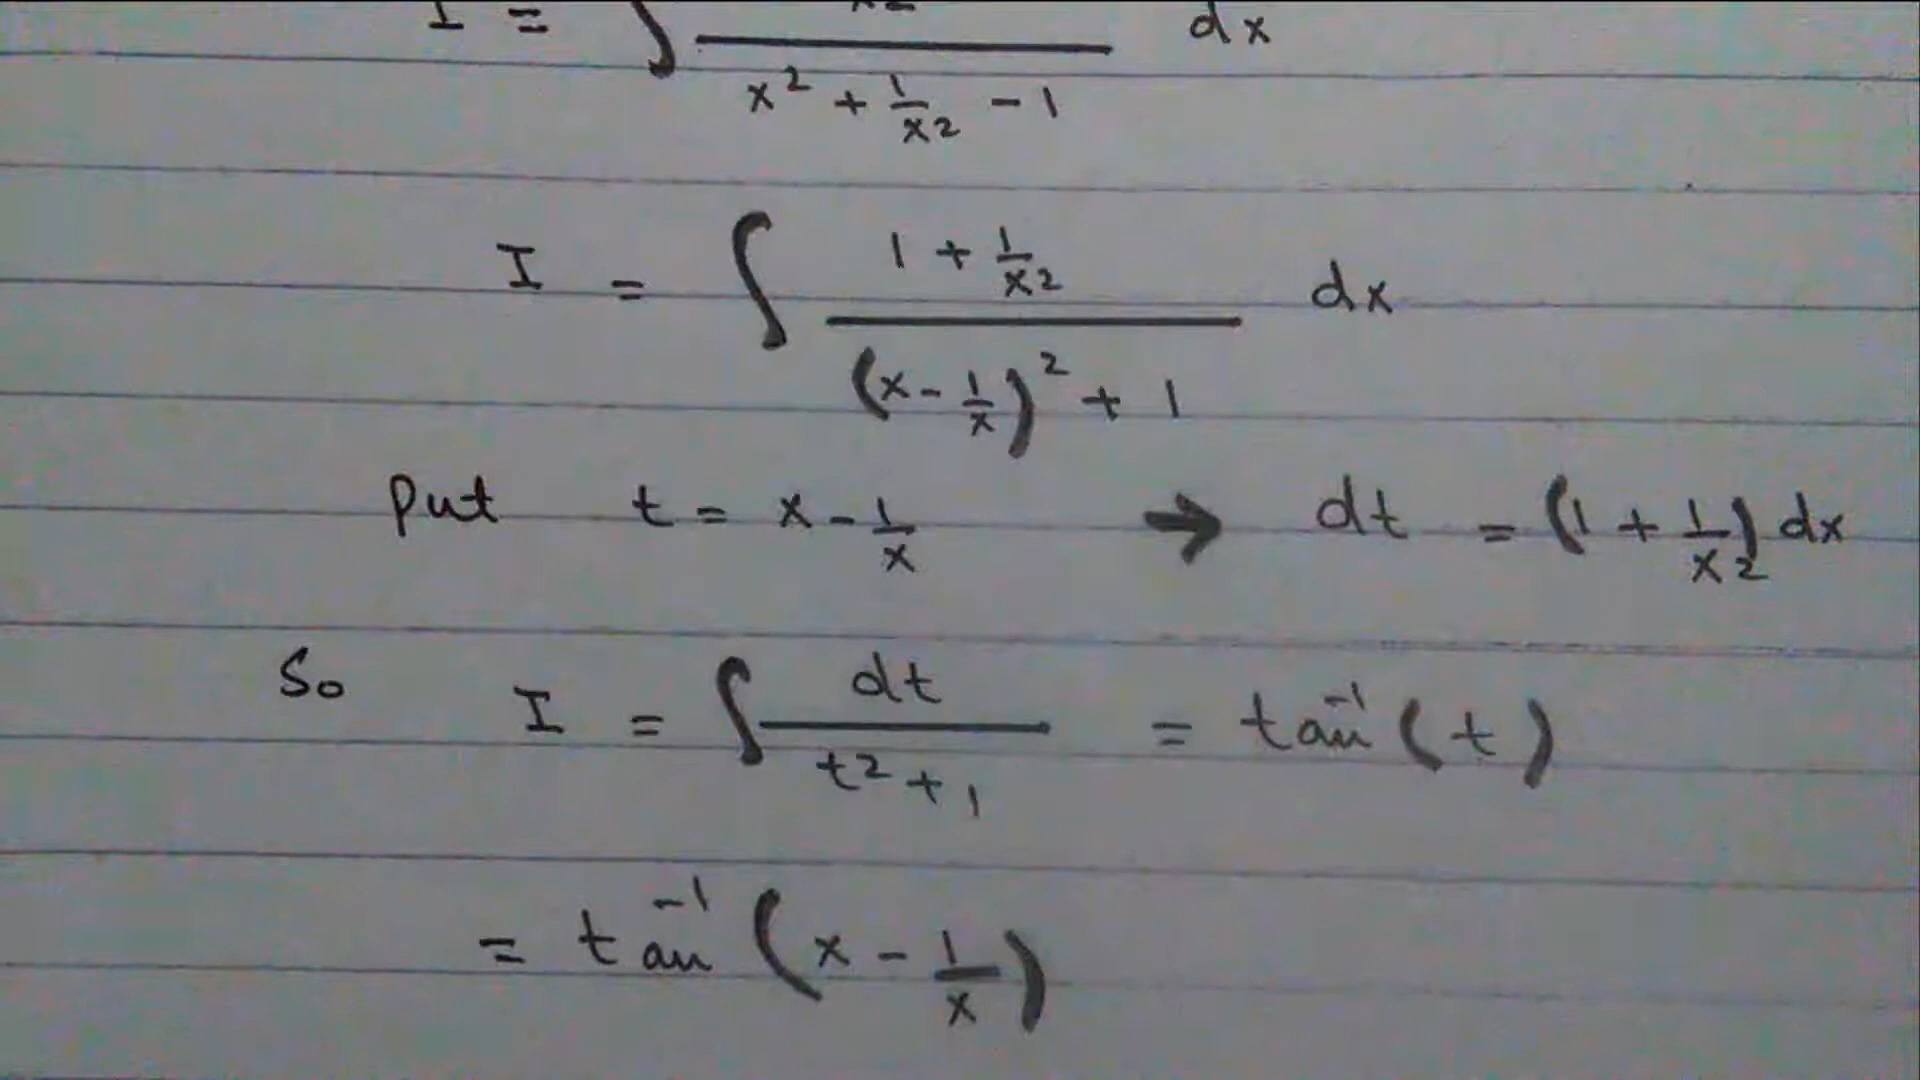 I = ∫ x2 / (x² + 1/x2 - 1) dx
I = ∫ (1 + 1/x2) / ((x - 1/x)² + 1) dx
Put t = x - 1/x → dt = (1 + 1/x2) dx
So I = ∫ dt / (t² + 1) = tan⁻¹ (t)
= tan⁻¹ (x - 1/x)